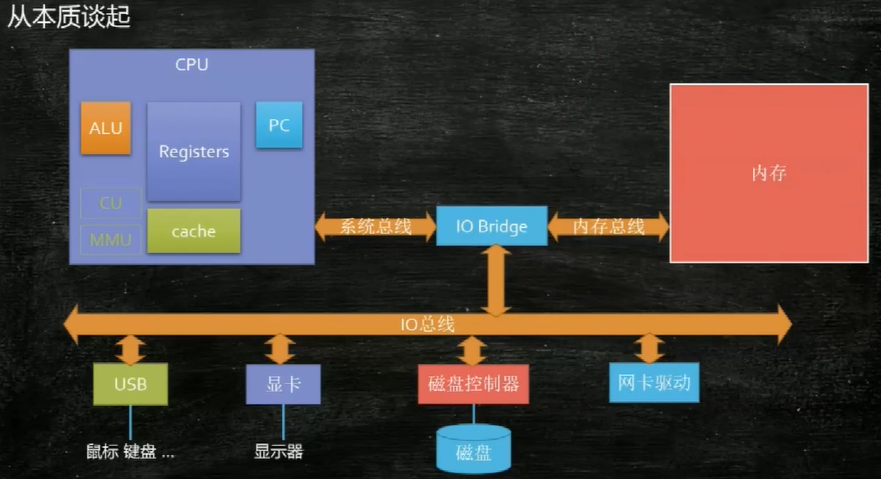 从本质谈起
CPU
ALU
Registers
PC
CU
MMU
cache
系统总线
IO Bridge
内存总线
内存
IO总线
USB
显卡
磁盘控制器
网卡驱动
鼠标 键盘 ...
显示器
磁盘